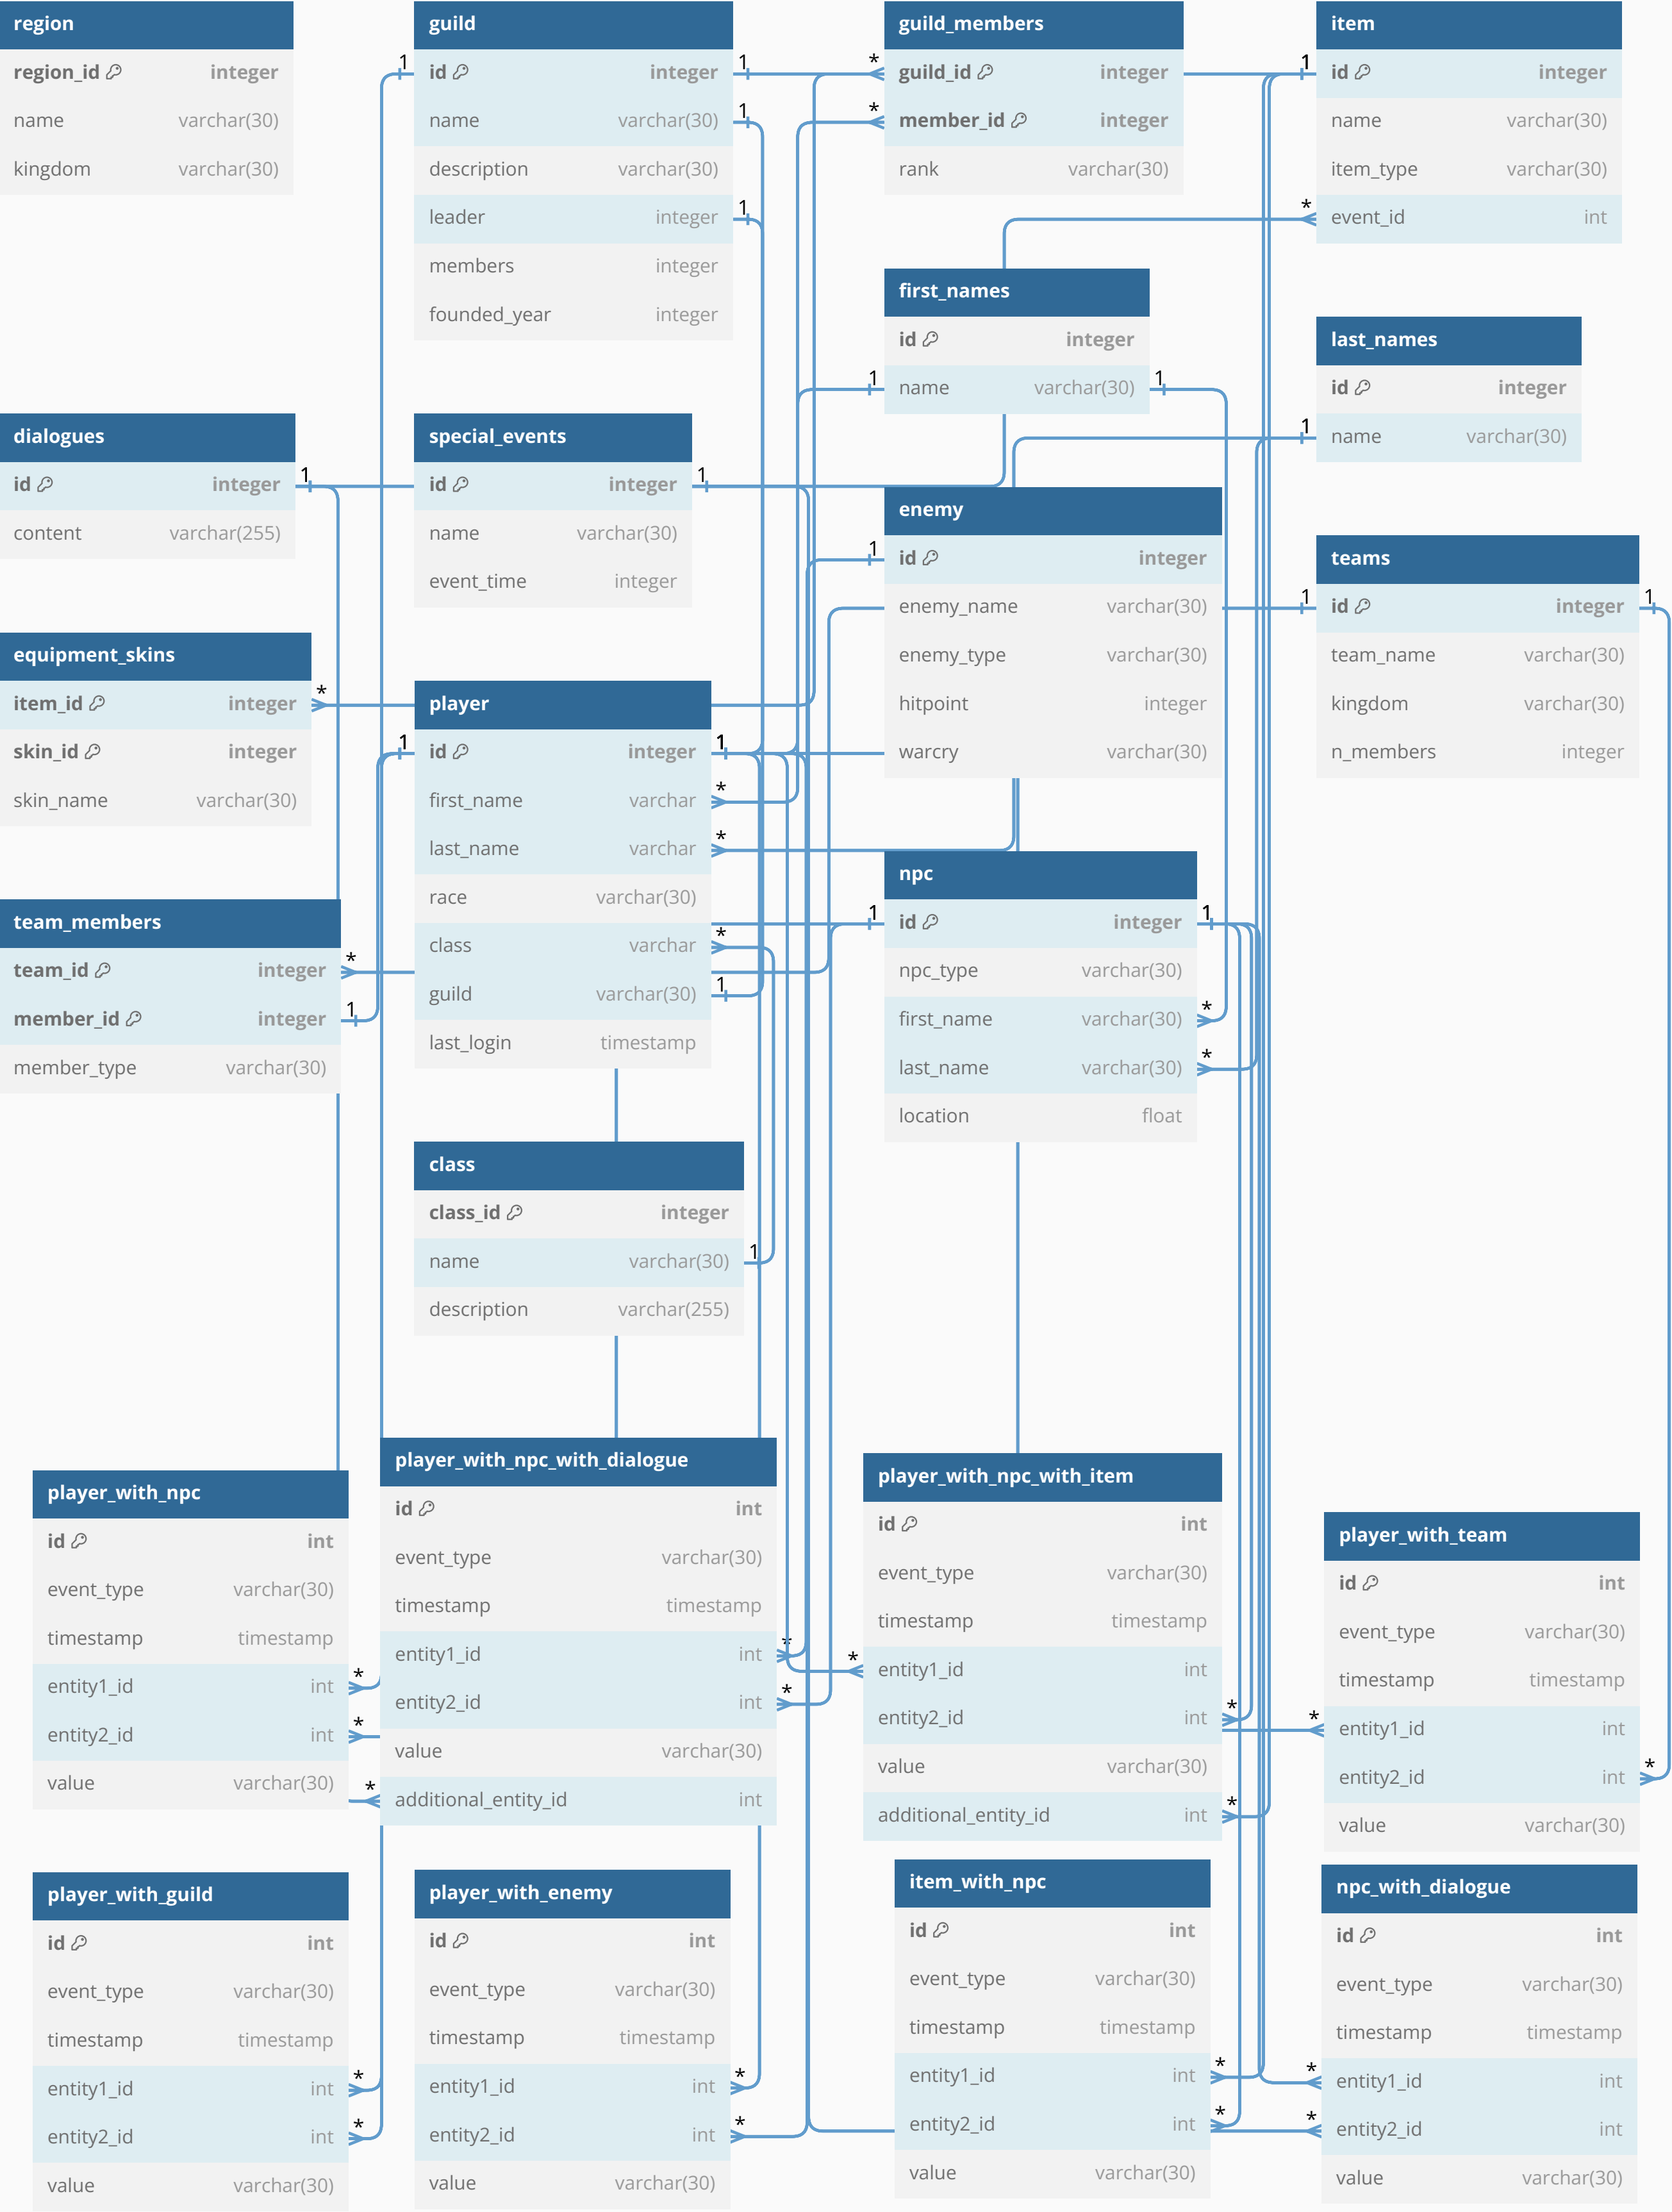 region
region_id integer
name varchar(30)
kingdom varchar(30)
guild
id integer
name varchar(30)
description varchar(30)
leader integer
members integer
founded_year integer
guild_members
guild_id integer
member_id integer
rank varchar(30)
item
id integer
name varchar(30)
item_type varchar(30)
event_id int
first_names
id integer
name varchar(30)
last_names
id integer
name varchar(30)
dialogues
id integer
content varchar(255)
special_events
id integer
name varchar(30)
event_time integer
enemy
id integer
enemy_name varchar(30)
enemy_type varchar(30)
hitpoint integer
warcry varchar(30)
teams
id integer
team_name varchar(30)
kingdom varchar(30)
n_members integer
equipment_skins
item_id integer
skin_id integer
skin_name varchar(30)
player
id integer
first_name varchar
last_name varchar
race varchar(30)
class varchar
guild varchar(30)
last_login timestamp
npc
id integer
npc_type varchar(30)
first_name varchar(30)
last_name varchar(30)
location float
team_members
team_id integer
member_id integer
member_type varchar(30)
class
class_id integer
name varchar(30)
description varchar(255)
player_with_npc
id int
event_type varchar(30)
timestamp timestamp
entity1_id int
entity2_id int
value varchar(30)
player_with_npc_with_dialogue
id int
event_type varchar(30)
timestamp timestamp
entity1_id int
entity2_id int
value varchar(30)
additional_entity_id int
player_with_npc_with_item
id int
event_type varchar(30)
timestamp timestamp
entity1_id int
entity2_id int
value varchar(30)
additional_entity_id int
player_with_team
id int
event_type varchar(30)
timestamp timestamp
entity1_id int
entity2_id int
value varchar(30)
player_with_guild
id int
event_type varchar(30)
timestamp timestamp
entity1_id int
entity2_id int
value varchar(30)
player_with_enemy
id int
event_type varchar(30)
timestamp timestamp
entity1_id int
entity2_id int
value varchar(30)
item_with_npc
id int
event_type varchar(30)
timestamp timestamp
entity1_id int
entity2_id int
value varchar(30)
npc_with_dialogue
id int
event_type varchar(30)
timestamp timestamp
entity1_id int
entity2_id int
value varchar(30)